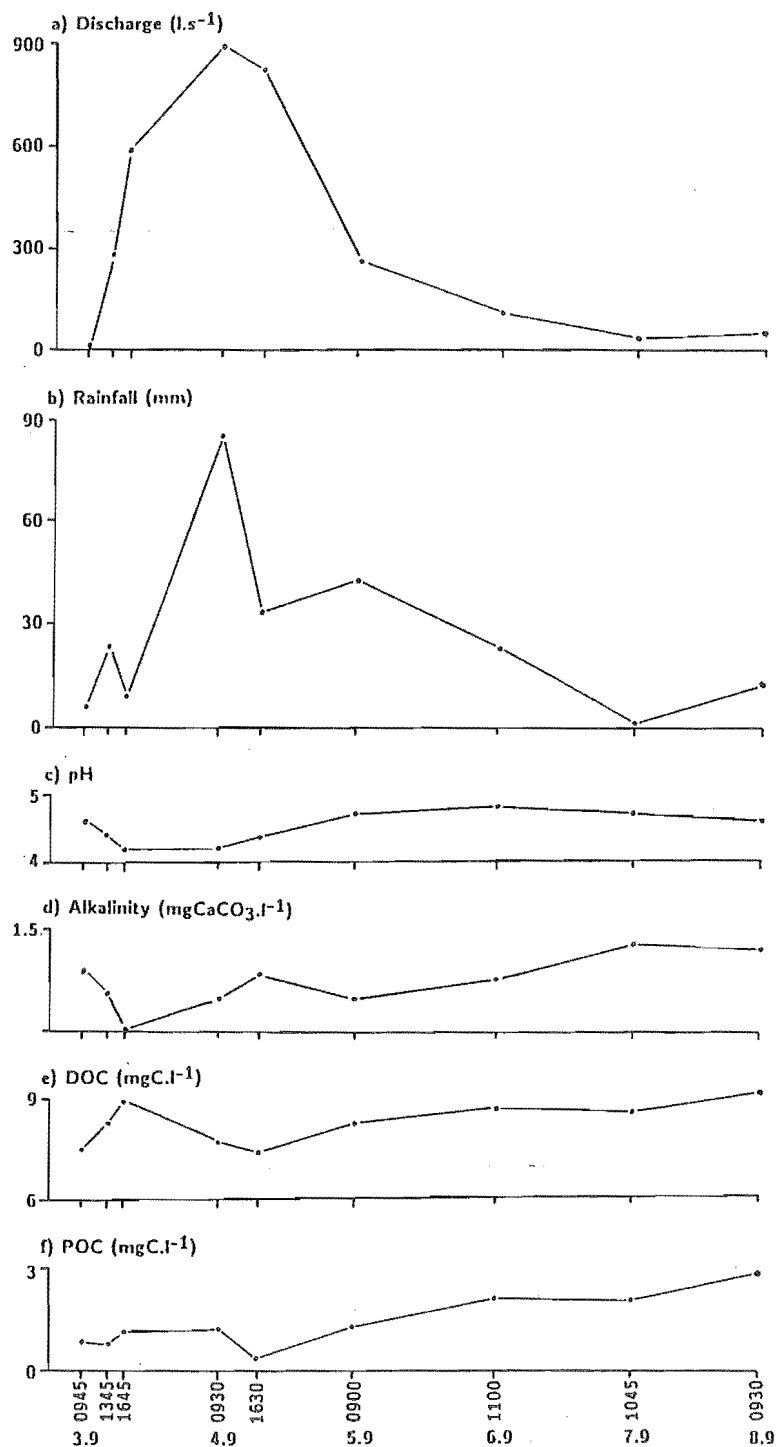 a) Discharge (l.s⁻¹)
900
600
300
0
b) Rainfall (mm)
90
60
30
0
c) pH
5
4
d) Alkalinity (mgCaCO₃.l⁻¹)
1.5
e) DOC (mgC.l⁻¹)
9
6
f) POC (mgC.l⁻¹)
3
0
0945 1345 1645 0930 1630 0900 1100 1045 0930
3.9 4.9 5.9 6.9 7.9 8.9